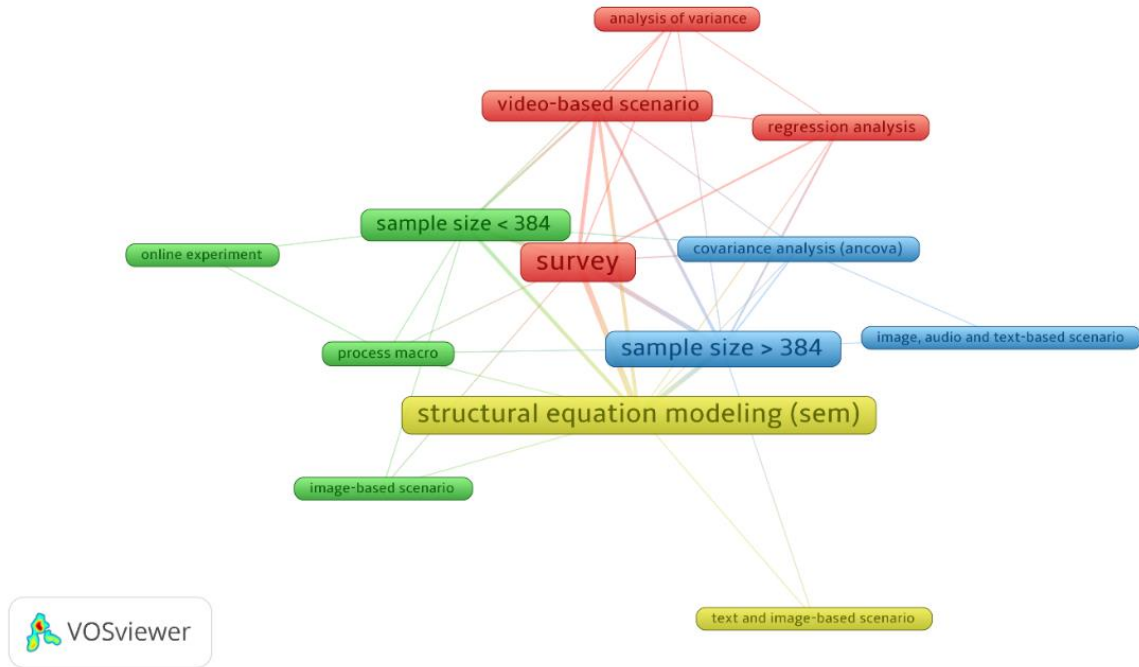 analysis of variance
video-based scenario
regression analysis
sample size < 384
online experiment
survey
covariance analysis (ancova)
process macro
sample size > 384
image, audio and text-based scenario
structural equation modeling (sem)
image-based scenario
text and image-based scenario
VOSviewer